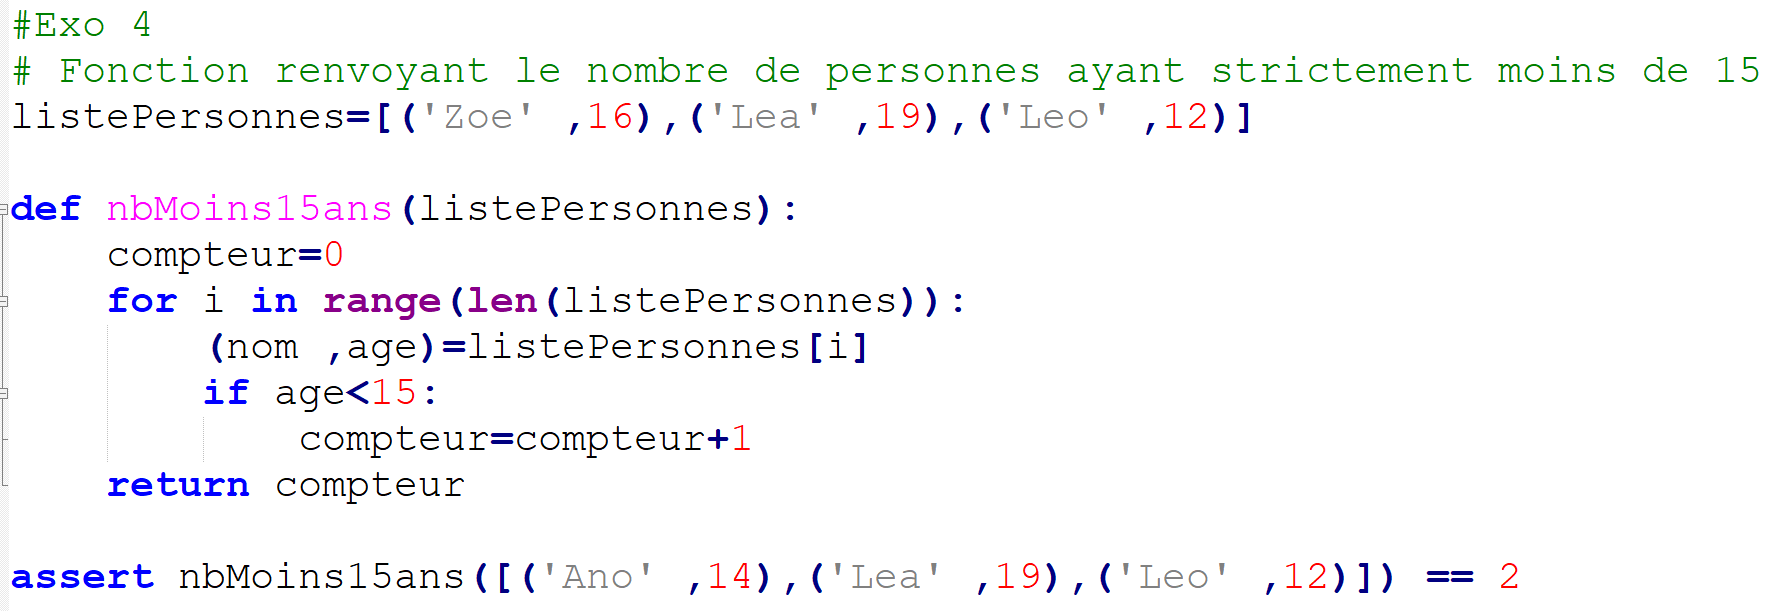 #Exo 4
# Fonction renvoyant le nombre de personnes ayant strictement moins de 15
listePersonnes=[('Zoe' ,16),('Lea' ,19),('Leo' ,12)]
def nbMoins15ans(listePersonnes):
    compteur=0
    for i in range(len(listePersonnes)):
        (nom ,age)=listePersonnes[i]
        if age<15:
            compteur=compteur+1
    return compteur
assert nbMoins15ans([('Ano' ,14),('Lea' ,19),('Leo' ,12)]) == 2